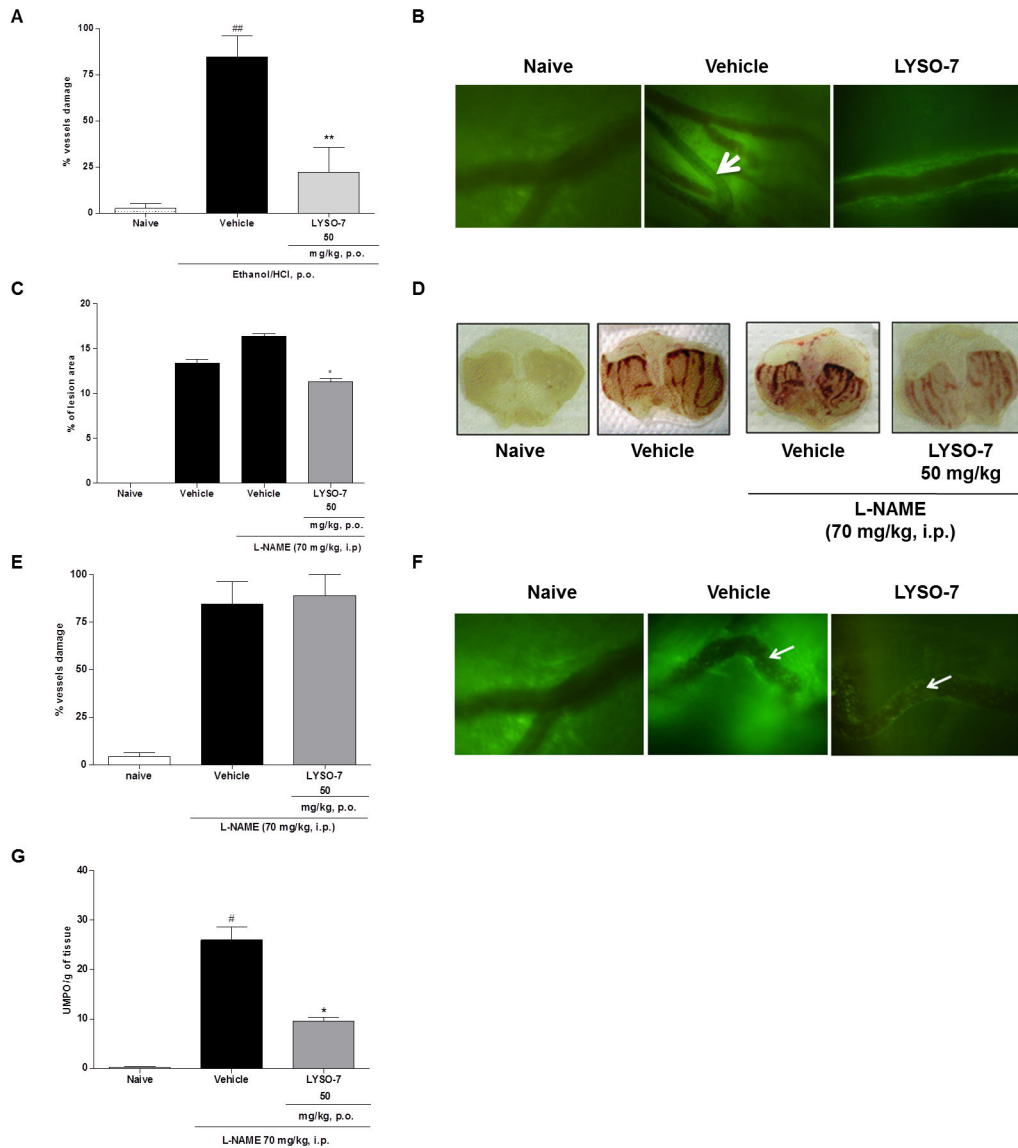 A
% vessels damage
100
75
50
25
0
##
**
Naive
Vehicle
LYSO-7
50
mg/kg, p.o.
Ethanol/HCl, p.o.
B
Naive
Vehicle
LYSO-7
C
% of lesion area
20
15
10
5
0
*
Naive
Vehicle
Vehicle
LYSO-7
50
mg/kg, p.o.
L-NAME (70 mg/kg, i.p)
D
Naive
Vehicle
Vehicle
LYSO-7
50 mg/kg
L-NAME
(70 mg/kg, i.p.)
E
% vessels damage
100
75
50
25
0
naive
Vehicle
LYSO-7
50
mg/kg, p.o.
L-NAME (70 mg/kg, i.p.)
F
Naive
Vehicle
LYSO-7
G
UMPO/g of tissue
40
30
20
10
0
#
*
Naive
Vehicle
LYSO-7
50
mg/kg, p.o.
L-NAME 70 mg/kg, i.p.